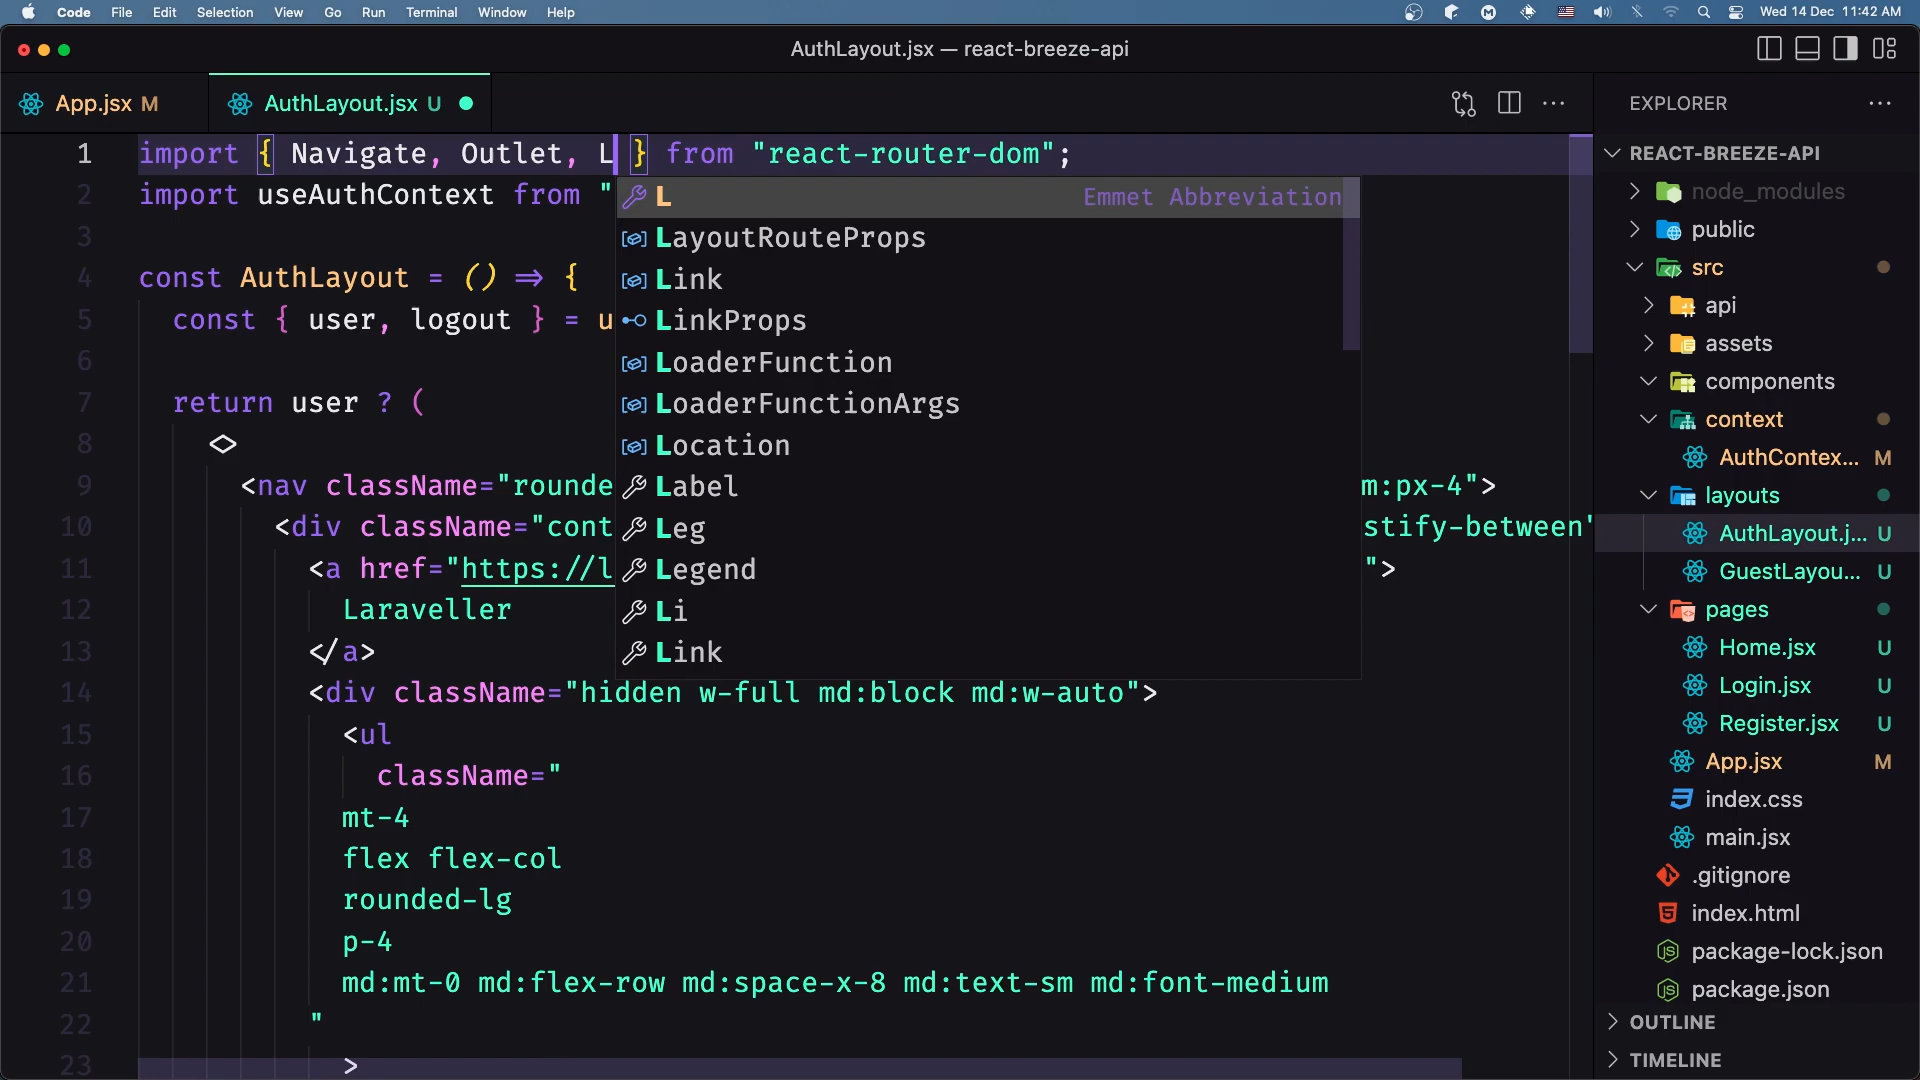 Code File Edit Selection View Go Run Terminal Window Help Wed 14 Dec 11:42 AM
AuthLayout.jsx — react-breeze-api
App.jsx M
AuthLayout.jsx U
1 import { Navigate, Outlet, L } from "react-router-dom";
2 import useAuthContext from "
3
4 const AuthLayout = () => {
5 const { user, logout } = u
6
7 return user ? (
8 <>
9 <nav className="rounde m:px-4">
10 <div className="cont stify-between"
11 <a href="https://l ">
12 Laraveller
13 </a>
14 <div className="hidden w-full md:block md:w-auto">
15 <ul
16 className="
17 mt-4
18 flex flex-col
19 rounded-lg
20 p-4
21 md:mt-0 md:flex-row md:space-x-8 md:text-sm md:font-medium
22 "
23 >
L Emmet Abbreviation
LayoutRouteProps
Link
LinkProps
LoaderFunction
LoaderFunctionArgs
Location
Label
Leg
Legend
Li
Link
EXPLORER
REACT-BREEZE-API
node_modules
public
src
api
assets
components
context
AuthContex... M
layouts
AuthLayout.j... U
GuestLayou... U
pages
Home.jsx U
Login.jsx U
Register.jsx U
App.jsx M
index.css
main.jsx
.gitignore
index.html
package-lock.json
package.json
OUTLINE
TIMELINE